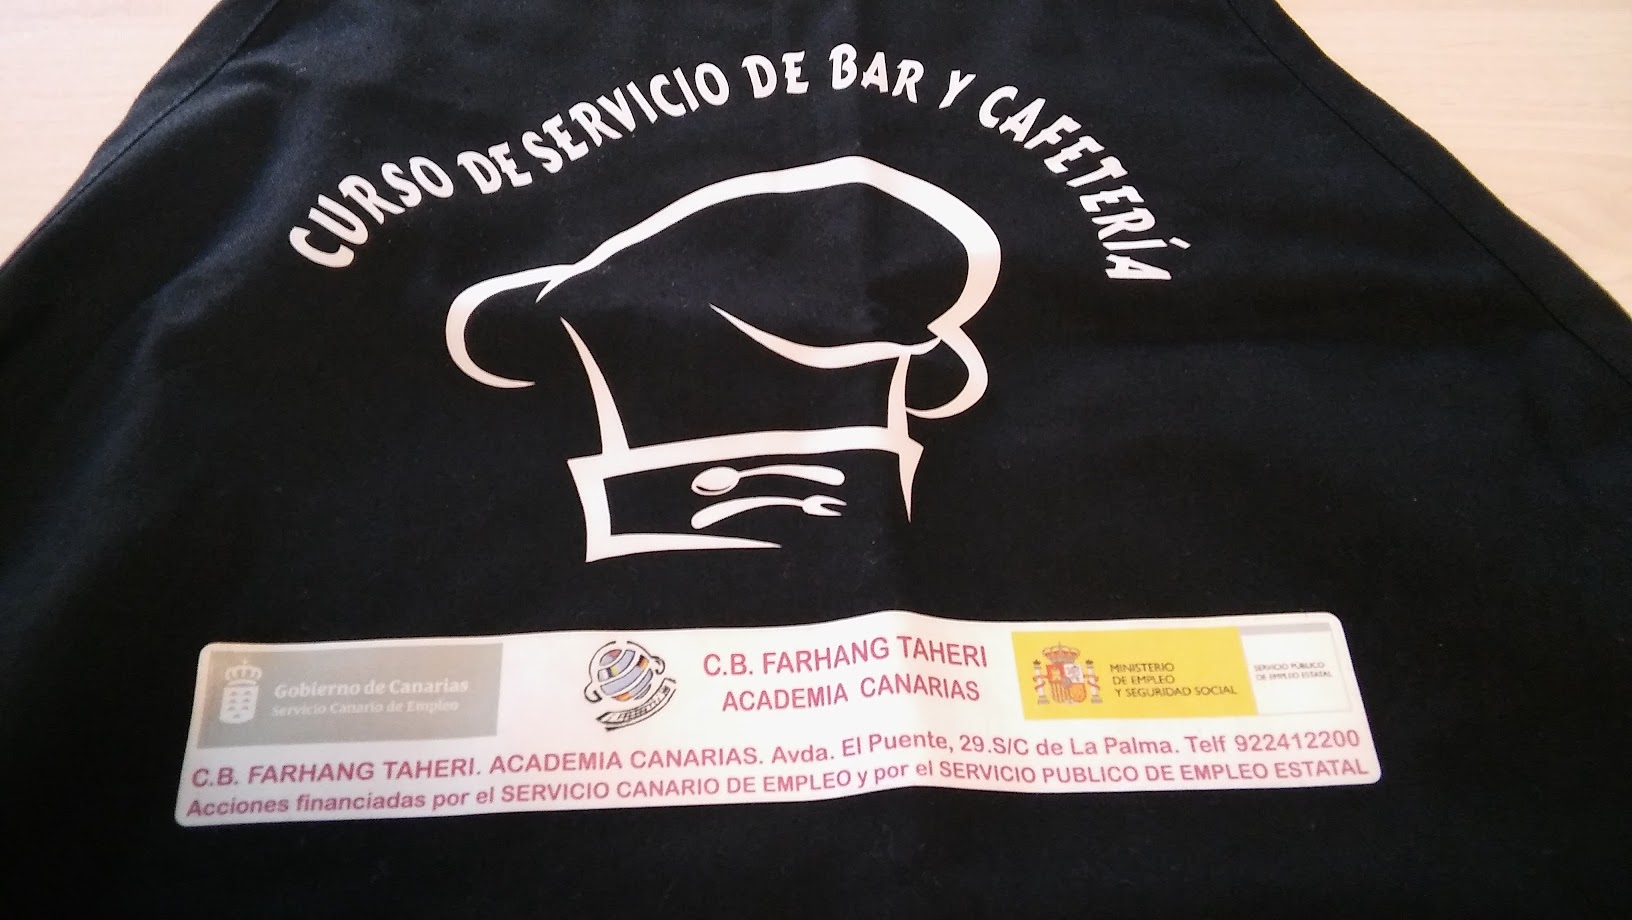 CURSO DE SERVICIO DE BAR Y CAFETERÍA
Gobierno de Canarias
Servicio Canario de Empleo
C.B. FARHANG TAHERI
ACADEMIA CANARIAS
MINISTERIO
DE EMPLEO
Y SEGURIDAD SOCIAL
SERVICIO PÚBLICO
DE EMPLEO ESTATAL
C.B. FARHANG TAHERI. ACADEMIA CANARIAS. Avda. El Puente, 29.S/C de La Palma. Telf 922412200
Acciones financiadas por el SERVICIO CANARIO DE EMPLEO y por el SERVICIO PUBLICO DE EMPLEO ESTATAL